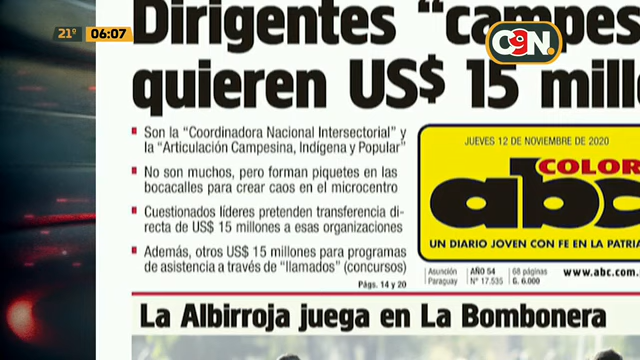 21°
06:07
C9N.
Dirigentes “campes
quieren US$ 15 millo
Son la “Coordinadora Nacional Intersectorial” y
la “Articulación Campesina, Indígena y Popular”
No son muchos, pero forman piquetes en las
bocacalles para crear caos en el microcentro
Cuestionados líderes pretenden transferencia di-
recta de US$ 15 millones a esas organizaciones
Además, otros US$ 15 millones para programas
de asistencia a través de “llamados” (concursos)
Págs. 14 y 20
JUEVES 12 DE NOVIEMBRE DE 2020
COLOR
abc
UN DIARIO JOVEN CON FE EN LA PATRIA
Asunción
Paraguay
AÑO 54
N° 17.535
68 páginas
G. 6.000
www.abc.com.
La Albirroja juega en La Bombonera